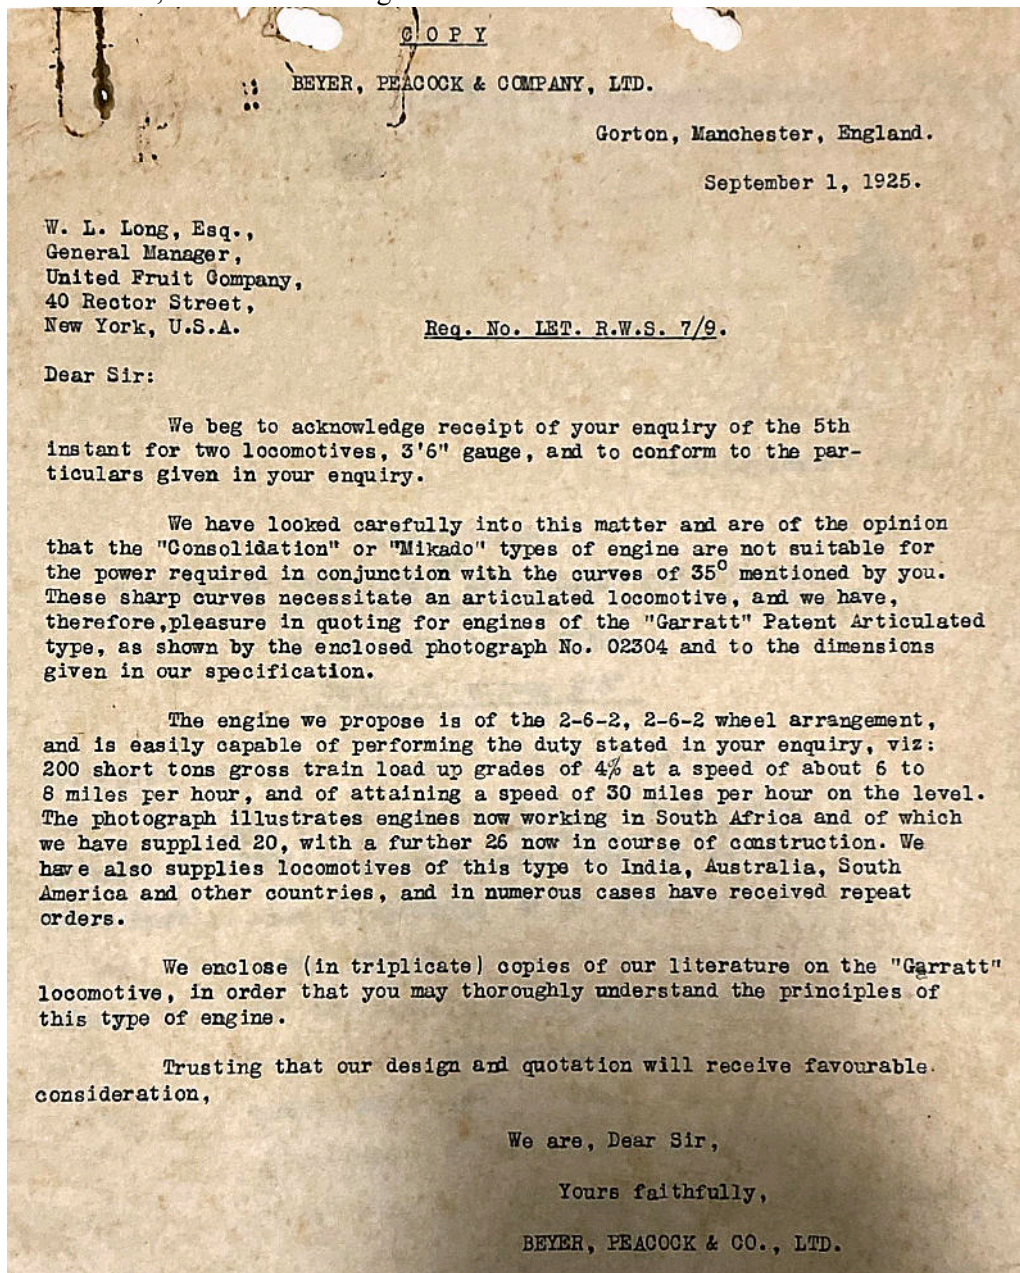 C O P Y
BEYER, PEACOCK & COMPANY, LTD.
Gorton, Manchester, England.
September 1, 1925.
W. L. Long, Esq.,
General Manager,
United Fruit Company,
40 Rector Street,
New York, U.S.A.
Req. No. LET. R.W.S. 7/9.
Dear Sir:
We beg to acknowledge receipt of your enquiry of the 5th
instant for two locomotives, 3'6" gauge, and to conform to the par-
ticulars given in your enquiry.
We have looked carefully into this matter and are of the opinion
that the "Consolidation" or "Mikado" types of engine are not suitable for
the power required in conjunction with the curves of 35° mentioned by you.
These sharp curves necessitate an articulated locomotive, and we have,
therefore,pleasure in quoting for engines of the "Garratt" Patent Articulated
type, as shown by the enclosed photograph No. 02304 and to the dimensions
given in our specification.
The engine we propose is of the 2-6-2, 2-6-2 wheel arrangement,
and is easily capable of performing the duty stated in your enquiry, viz:
200 short tons gross train load up grades of 4% at a speed of about 6 to
8 miles per hour, and of attaining a speed of 30 miles per hour on the level.
The photograph illustrates engines now working in South Africa and of which
we have supplied 20, with a further 26 now in course of construction. We
have also supplies locomotives of this type to India, Australia, South
America and other countries, and in numerous cases have received repeat
orders.
We enclose (in triplicate) copies of our literature on the "Garratt"
locomotive, in order that you may thoroughly understand the principles of
this type of engine.
Trusting that our design and quotation will receive favourable
consideration,
We are, Dear Sir,
Yours faithfully,
BEYER, PEACOCK & CO., LTD.